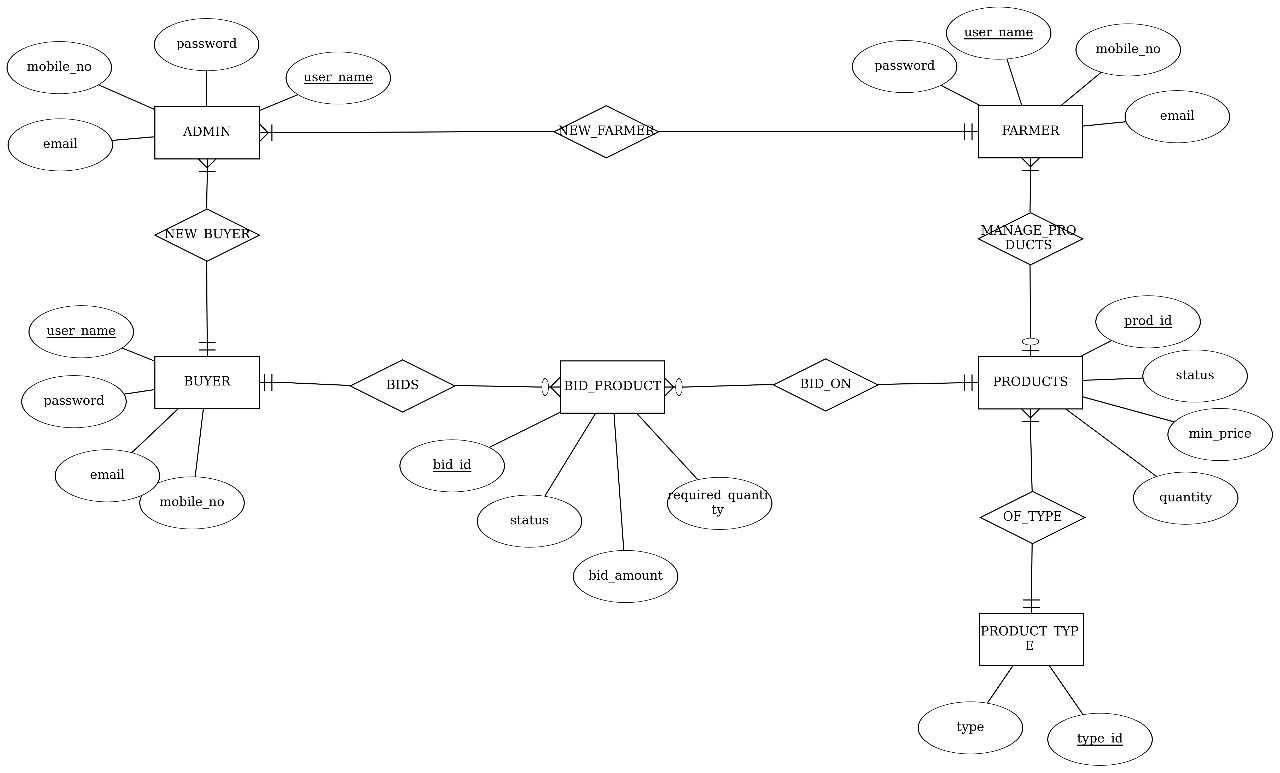 password
user_name
mobile_no
user_name
mobile_no
password
email
email
ADMIN
NEW_FARMER
FARMER
NEW_BUYER
MANAGE_PRO
DUCTS
user_name
prod_id
status
password
BUYER
BIDS
BID_PRODUCT
BID_ON
PRODUCTS
min_price
email
mobile_no
bid_id
status
required_quanti
ty
quantity
OF_TYPE
bid_amount
PRODUCT_TYP
E
type
type_id